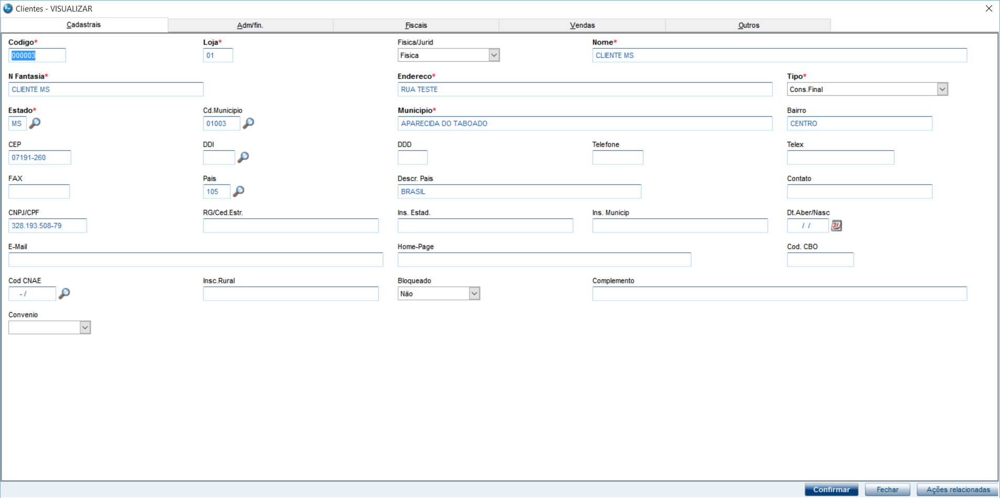 Clientes - VISUALIZAR
Cadastrais Adm/fin. Fiscais Vendas Outros
Codigo* Loja* Fisica/Jurid Nome*
000003 01 Fisica CLIENTE MS
N Fantasia* Endereco* Tipo*
CLIENTE MS RUA TESTE Cons.Final
Estado* Cd.Municipio Municipio* Bairro
MS 01003 APARECIDA DO TABOADO CENTRO
CEP DDI DDD Telefone Telex
07191-260
FAX Pais Descr. Pais Contato
105 BRASIL
CNPJ/CPF RG/Ced.Estr. Ins. Estad. Ins. Municip Dt.Aber/Nasc
328.193.508-79 / / 31
E-Mail Home-Page Cod. CBO
Cod CNAE Insc.Rural Bloqueado Complemento
- / Não
Convenio
Confirmar Fechar Ações relacionadas